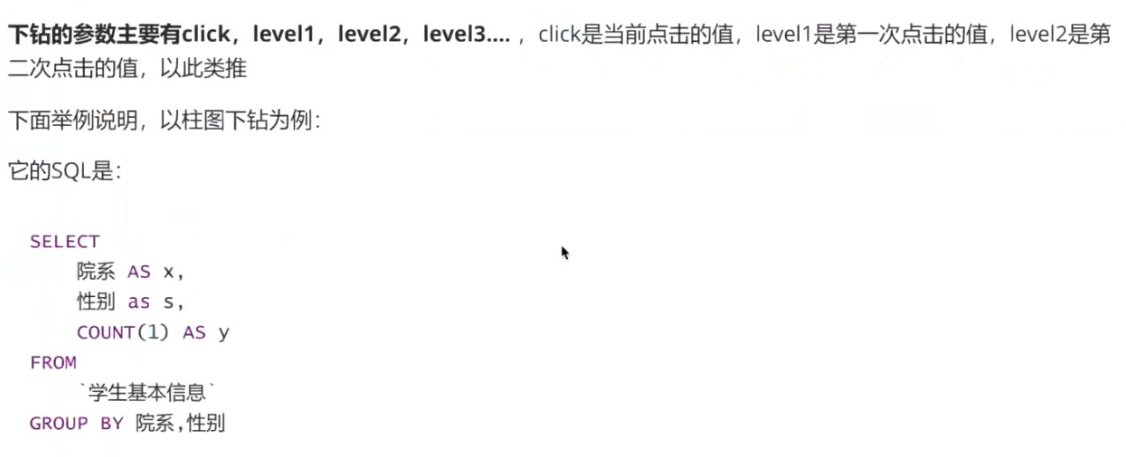 下钻的参数主要有click，level1，level2，level3.... ，click是当前点击的值，level1是第一次点击的值，level2是第
二次点击的值，以此类推
下面举例说明，以柱图下钻为例：
它的SQL是：
SELECT
院系 AS x,
性别 as s,
COUNT(1) AS y
FROM
`学生基本信息`
GROUP BY 院系,性别